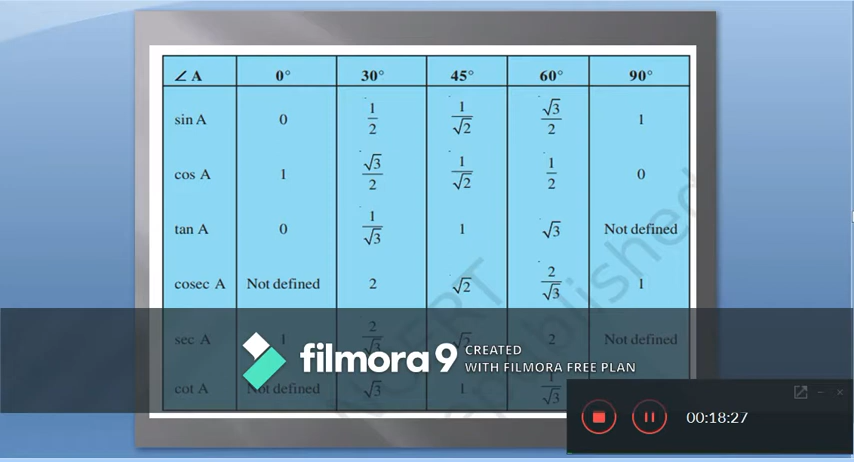 ∠ A 0° 30° 45° 60° 90°
sin A 0 1/2 1/√2 √3/2 1
cos A 1 √3/2 1/√2 1/2 0
tan A 0 1/√3 1 √3 Not defined
cosec A Not defined 2 √2 2/√3 1
sec A 1 2/√3 √2 2 Not defined
cot A Not defined √3 1 1/√3
filmora9 CREATED
WITH FILMORA FREE PLAN
00:18:27